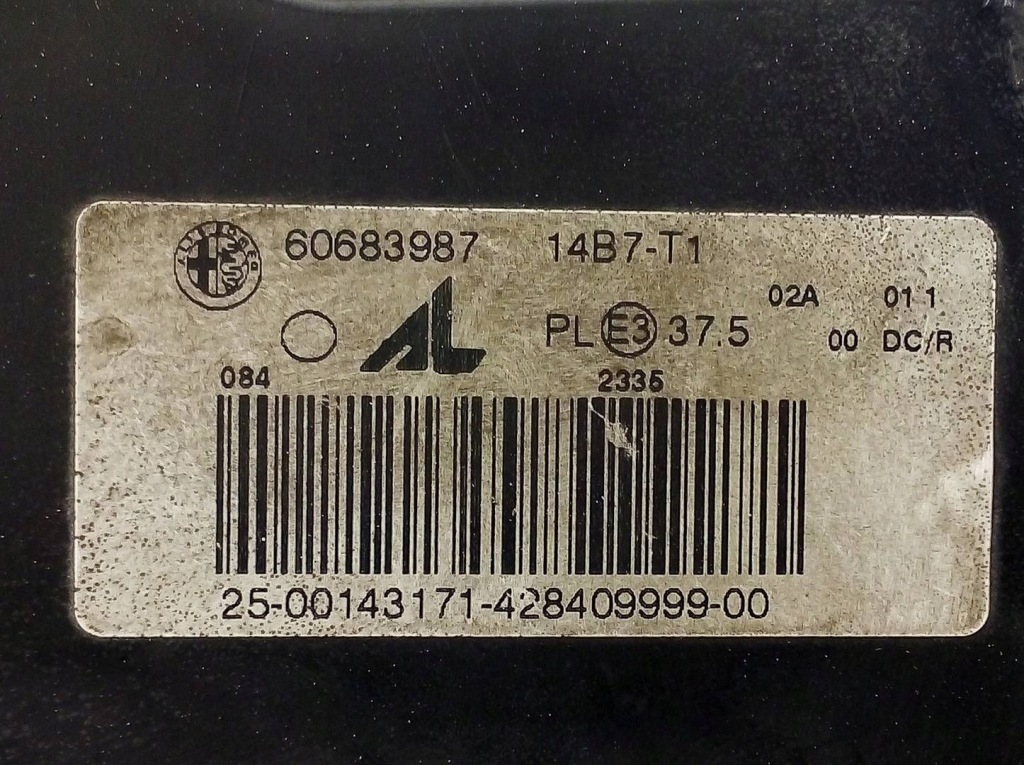 60683987 14B7-T1
02A 01 1
PL E3 37.5 00 DC/R
084 2335
25-00143171-428409999-00